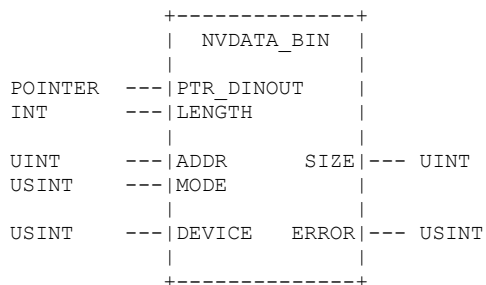 +---------------+
| NVDATA_BIN |
| |
POINTER ---|PTR_DINOUT |
INT ---|LENGTH |
| |
UINT ---|ADDR SIZE|--- UINT
USINT ---|MODE |
| |
USINT ---|DEVICE ERROR|--- USINT
| |
+---------------+